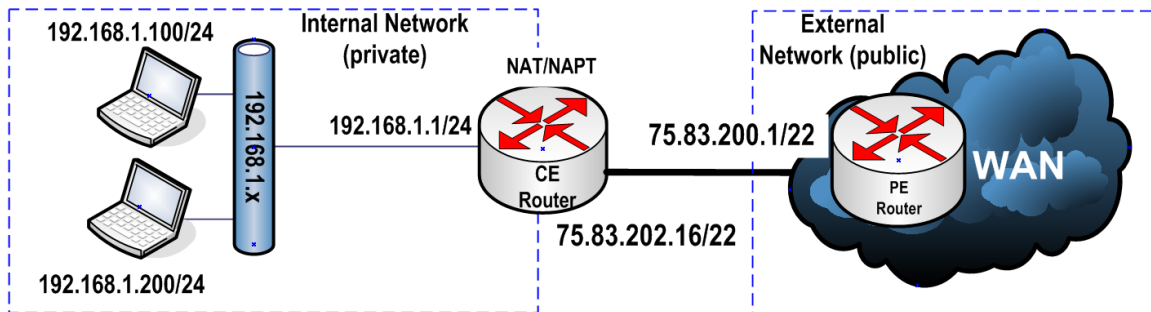 192.168.1.100/24
Internal Network
(private)
External
Network (public)
NAT/NAPT
192.168.1.x
192.168.1.1/24
75.83.200.1/22
CE
Router
PE
Router
WAN
75.83.202.16/22
192.168.1.200/24